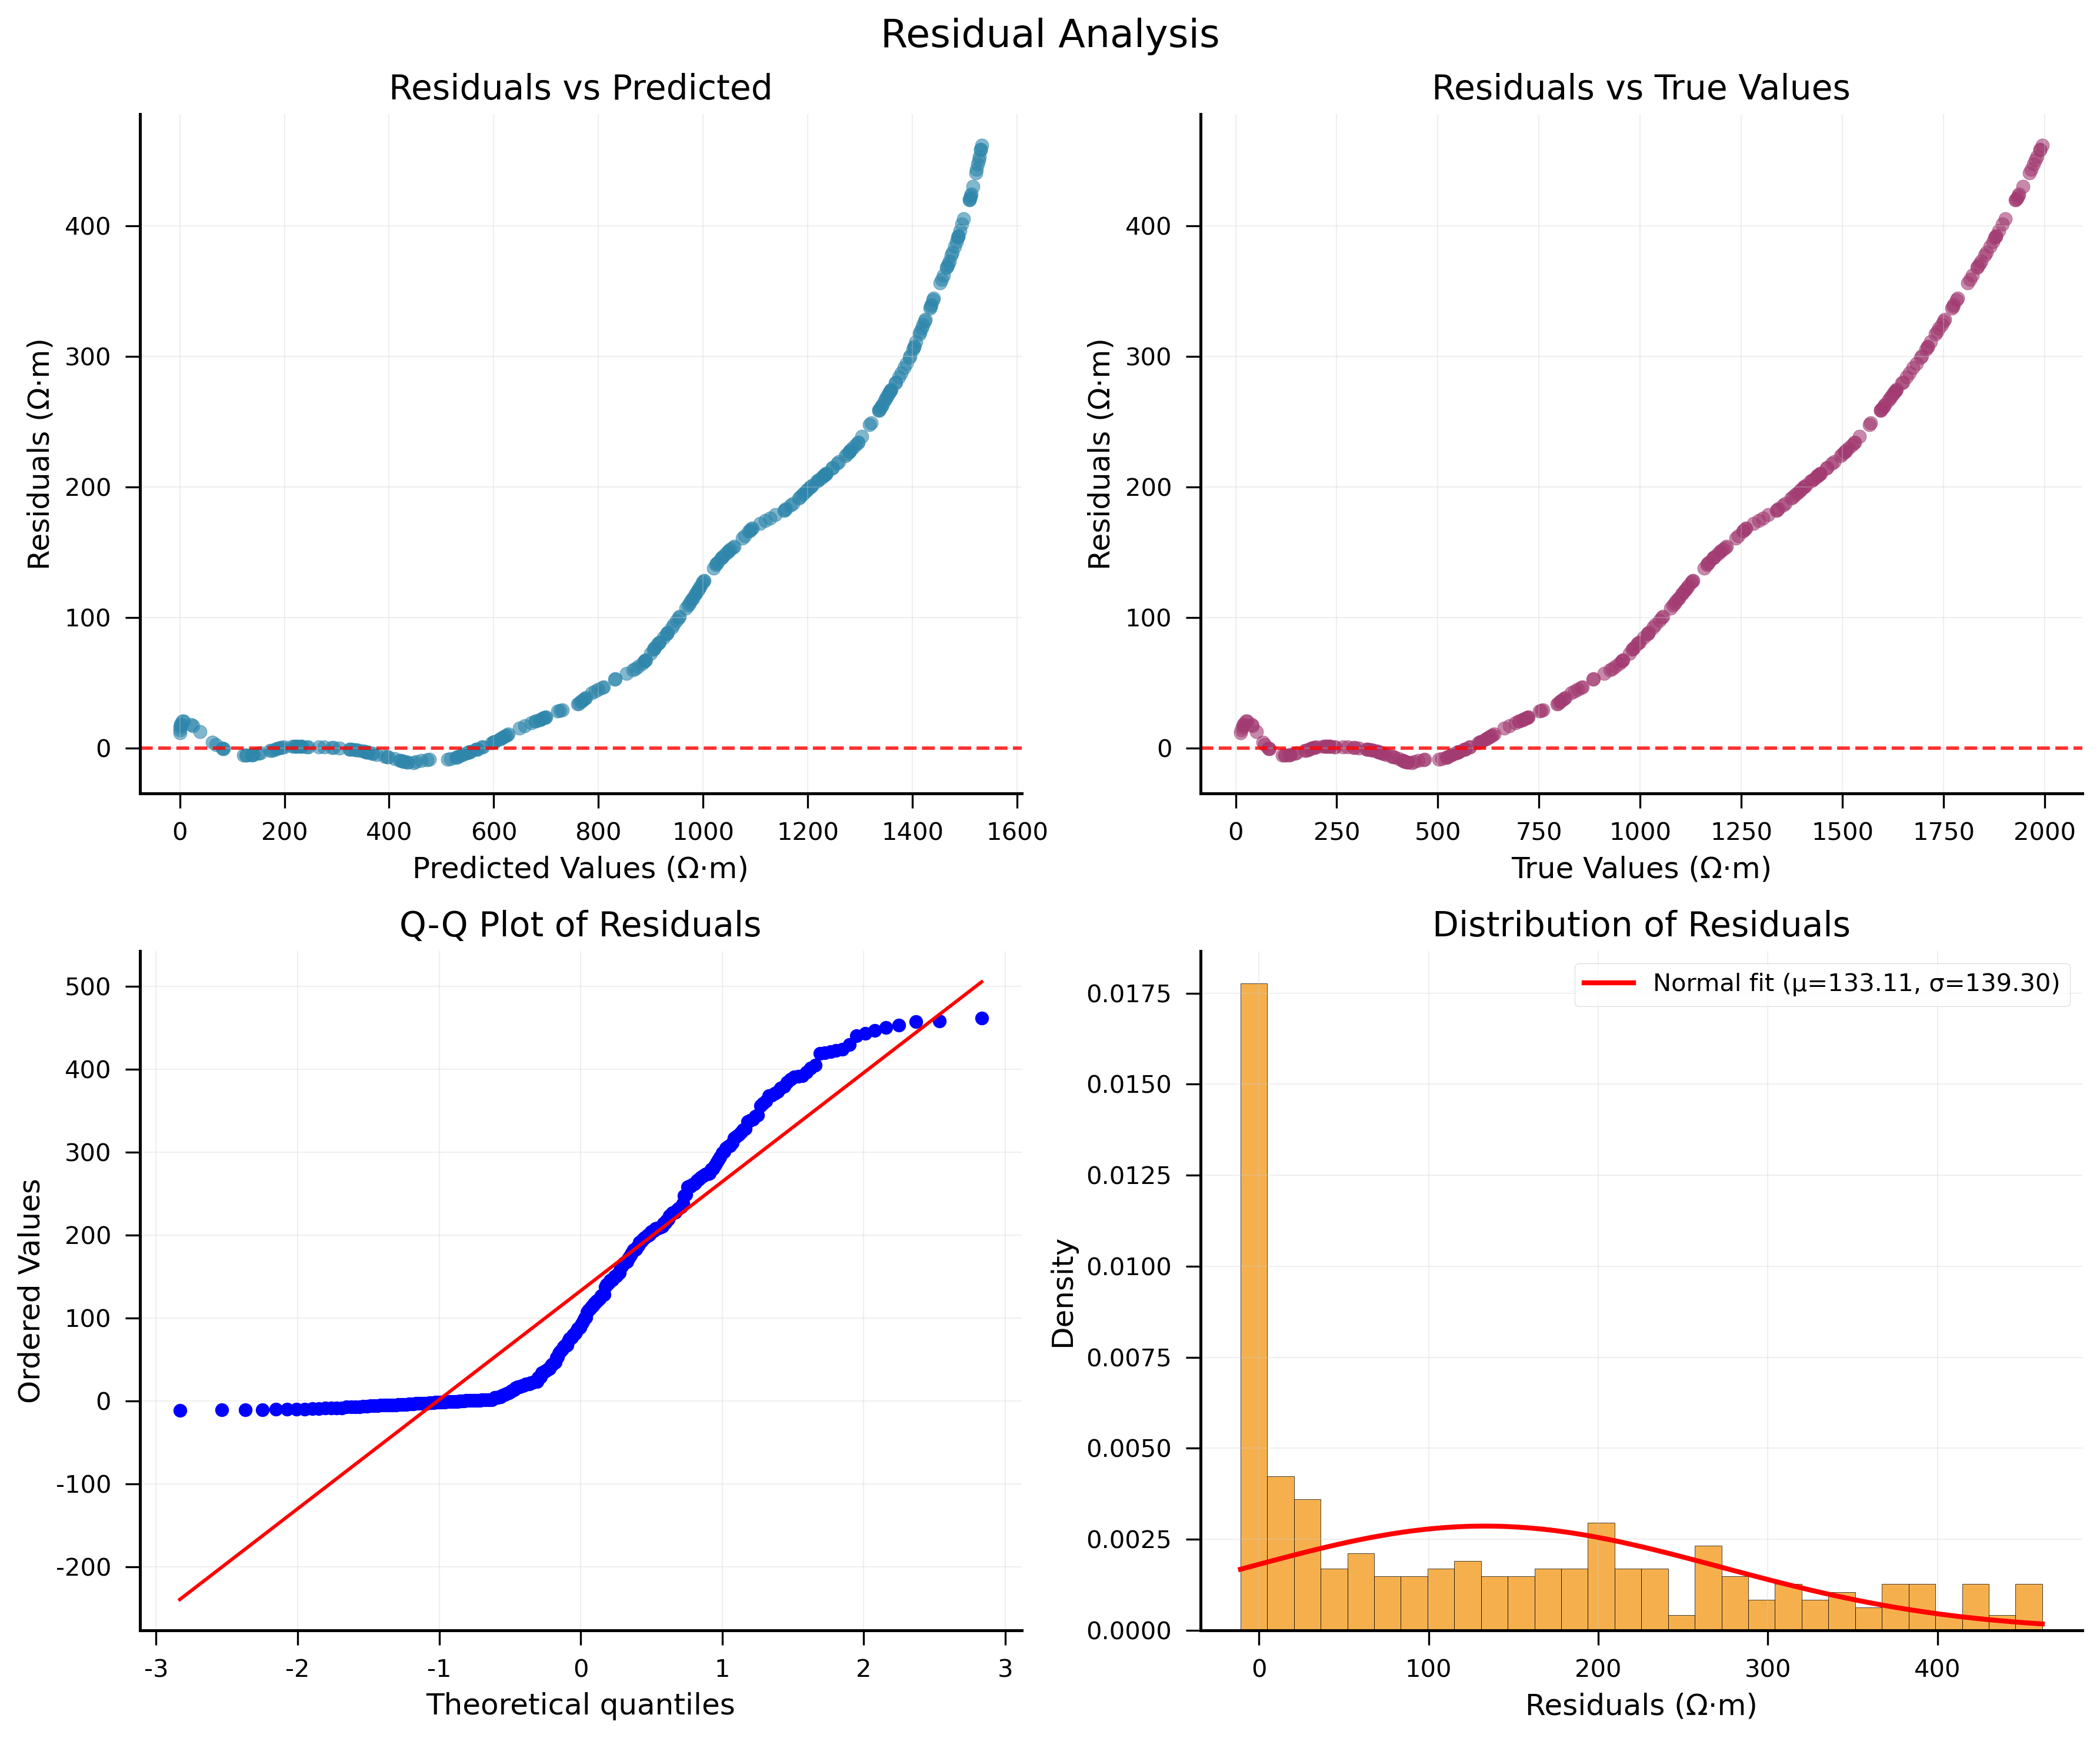 Residual Analysis
Residuals vs Predicted
Residuals (Ω·m)
400
300
200
100
0
0 200 400 600 800 1000 1200 1400 1600
Predicted Values (Ω·m)
Residuals vs True Values
Residuals (Ω·m)
400
300
200
100
0
0 250 500 750 1000 1250 1500 1750 2000
True Values (Ω·m)
Q-Q Plot of Residuals
Ordered Values
500
400
300
200
100
0
-100
-200
-3 -2 -1 0 1 2 3
Theoretical quantiles
Distribution of Residuals
Normal fit (μ=133.11, σ=139.30)
Density
0.0175
0.0150
0.0125
0.0100
0.0075
0.0050
0.0025
0.0000
0 100 200 300 400
Residuals (Ω·m)